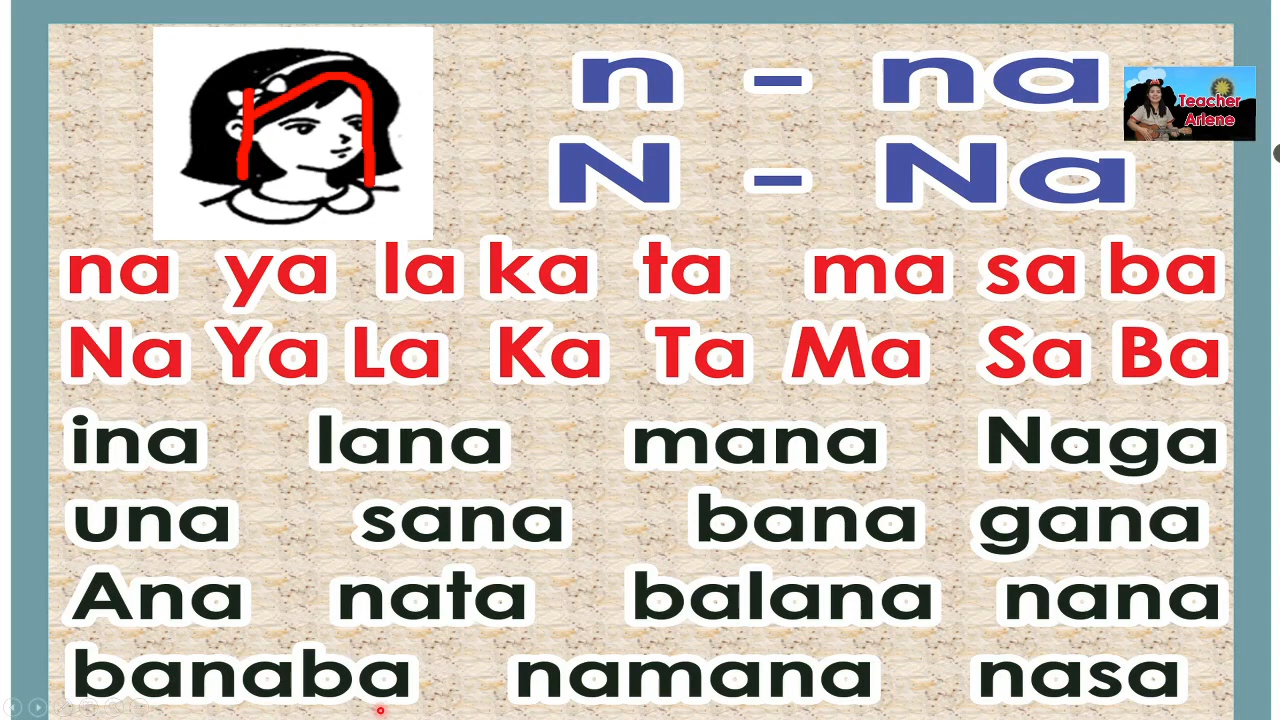 n - na
Teacher
Arlene
N - Na
na ya la ka ta ma sa ba
Na Ya La Ka Ta Ma Sa Ba
ina lana mana Naga
una sana bana gana
Ana nata balana nana
banaba namana nasa